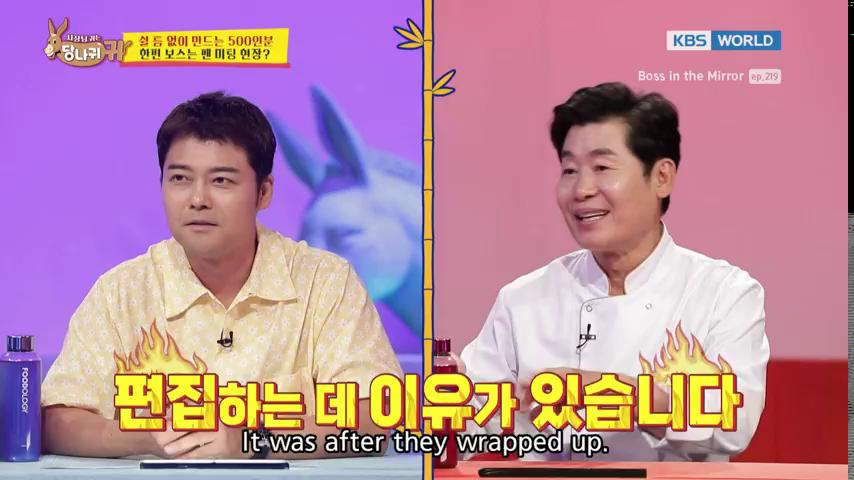 사장님 귀는
당나귀 귀
쉴 틈 없이 만드는 500인분
한편 보스는 팬 미팅 현장?
KBS WORLD
Boss in the Mirror ep.219
FOODOLOGY
편집하는 데 이유가 있습니다
It was after they wrapped up.